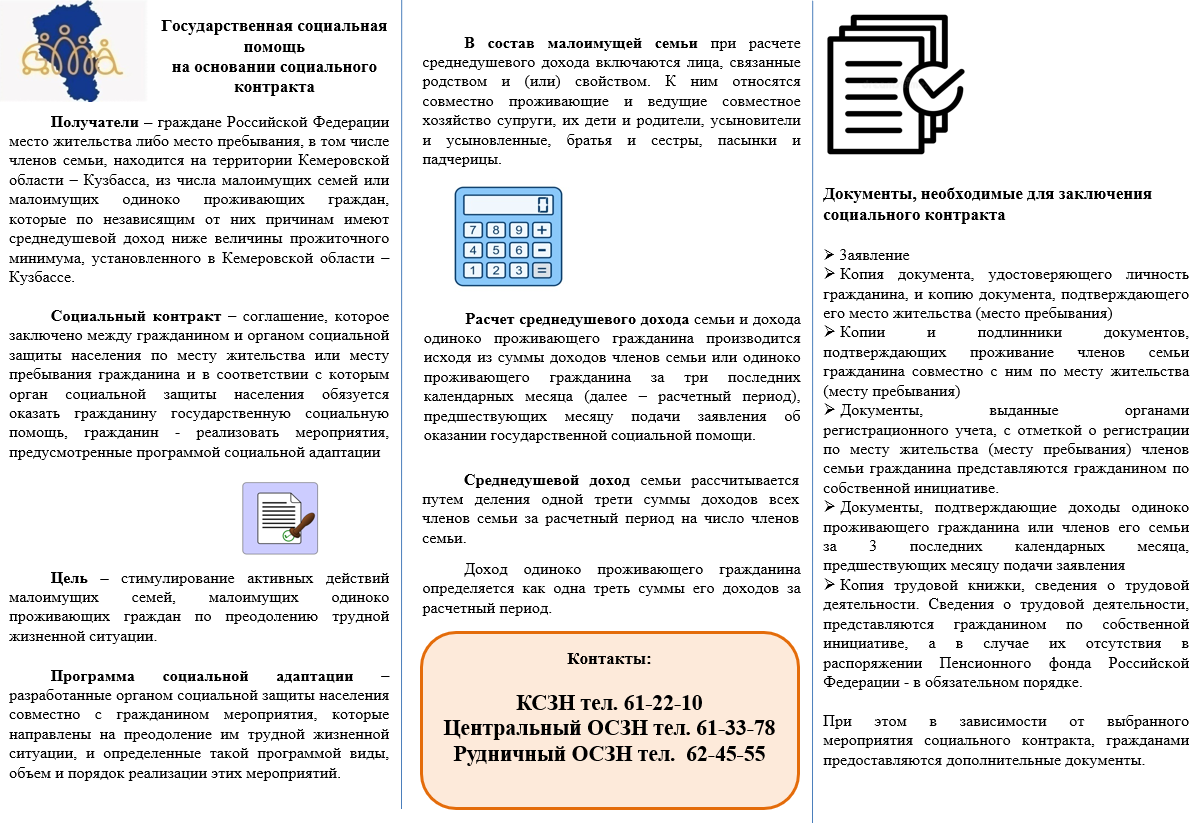 Государственная социальная
помощь
на основании социального
контракта
Получатели – граждане Российской Федерации
место жительства либо место пребывания, в том числе
членов семьи, находится на территории Кемеровской
области – Кузбасса, из числа малоимущих семей или
малоимущих одиноко проживающих граждан,
которые по независящим от них причинам имеют
среднедушевой доход ниже величины прожиточного
минимума, установленного в Кемеровской области –
Кузбассе.
Социальный контракт – соглашение, которое
заключено между гражданином и органом социальной
защиты населения по месту жительства или месту
пребывания гражданина и в соответствии с которым
орган социальной защиты населения обязуется
оказать гражданину государственную социальную
помощь, гражданин - реализовать мероприятия,
предусмотренные программой социальной адаптации
Цель – стимулирование активных действий
малоимущих семей, малоимущих одиноко
проживающих граждан по преодолению трудной
жизненной ситуации.
Программа социальной адаптации –
разработанные органом социальной защиты населения
совместно с гражданином мероприятия, которые
направлены на преодоление им трудной жизненной
ситуации, и определенные такой программой виды,
объем и порядок реализации этих мероприятий.
В состав малоимущей семьи при расчете
среднедушевого дохода включаются лица, связанные
родством и (или) свойством. К ним относятся
совместно проживающие и ведущие совместное
хозяйство супруги, их дети и родители, усыновители
и усыновленные, братья и сестры, пасынки и
падчерицы.
0
7 8 9 +
4 5 6 −
1 2 3 =
Расчет среднедушевого дохода семьи и дохода
одиноко проживающего гражданина производится
исходя из суммы доходов членов семьи или одиноко
проживающего гражданина за три последних
календарных месяца (далее – расчетный период),
предшествующих месяцу подачи заявления об
оказании государственной социальной помощи.
Среднедушевой доход семьи рассчитывается
путем деления одной трети суммы доходов всех
членов семьи за расчетный период на число членов
семьи.
Доход одиноко проживающего гражданина
определяется как одна треть суммы его доходов за
расчетный период.
Контакты:
КСЗН тел. 61-22-10
Центральный ОСЗН тел. 61-33-78
Рудничный ОСЗН тел. 62-45-55
Документы, необходимые для заключения
социального контракта
➢ Заявление
➢ Копия документа, удостоверяющего личность
гражданина, и копию документа, подтверждающего
его место жительства (место пребывания)
➢ Копии и подлинники документов,
подтверждающих проживание членов семьи
гражданина совместно с ним по месту жительства
(месту пребывания)
➢ Документы, выданные органами
регистрационного учета, с отметкой о регистрации
по месту жительства (месту пребывания) членов
семьи гражданина представляются гражданином по
собственной инициативе.
➢ Документы, подтверждающие доходы одиноко
проживающего гражданина или членов его семьи
за 3 последних календарных месяца,
предшествующих месяцу подачи заявления
➢ Копия трудовой книжки, сведения о трудовой
деятельности. Сведения о трудовой деятельности,
представляются гражданином по собственной
инициативе, а в случае их отсутствия в
распоряжении Пенсионного фонда Российской
Федерации - в обязательном порядке.
При этом в зависимости от выбранного
мероприятия социального контракта, гражданами
предоставляются дополнительные документы.